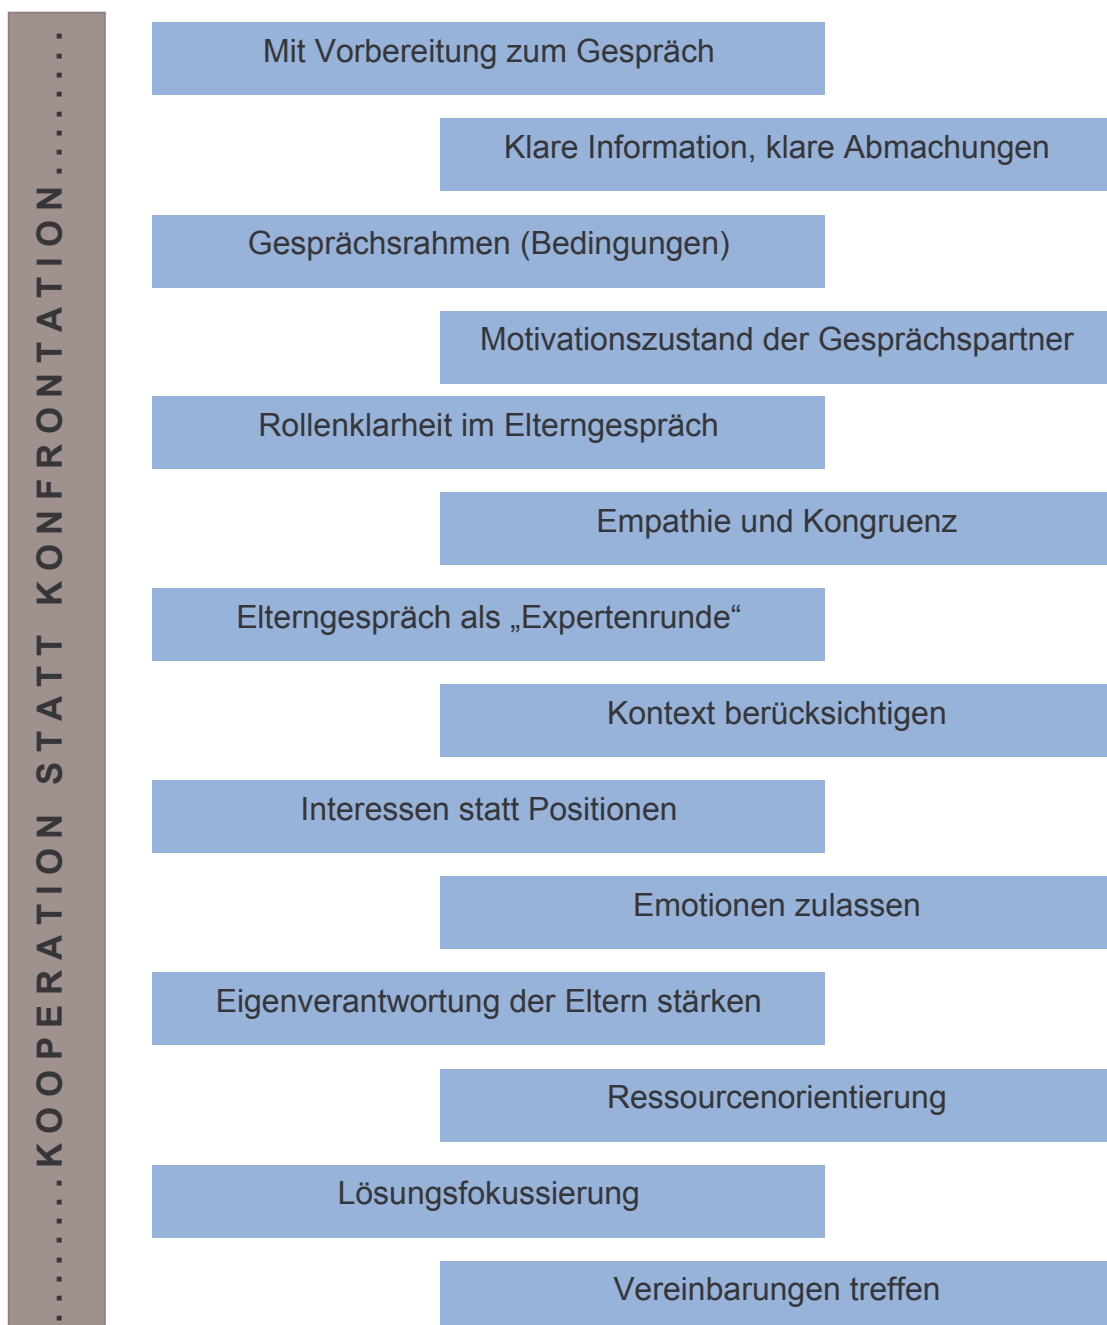 ........KOOPERATION STATT KONFRONTATION........
Mit Vorbereitung zum Gespräch
Klare Information, klare Abmachungen
Gesprächsrahmen (Bedingungen)
Motivationszustand der Gesprächspartner
Rollenklarheit im Elterngespräch
Empathie und Kongruenz
Elterngespräch als „Expertenrunde“
Kontext berücksichtigen
Interessen statt Positionen
Emotionen zulassen
Eigenverantwortung der Eltern stärken
Ressourcenorientierung
Lösungsfokussierung
Vereinbarungen treffen